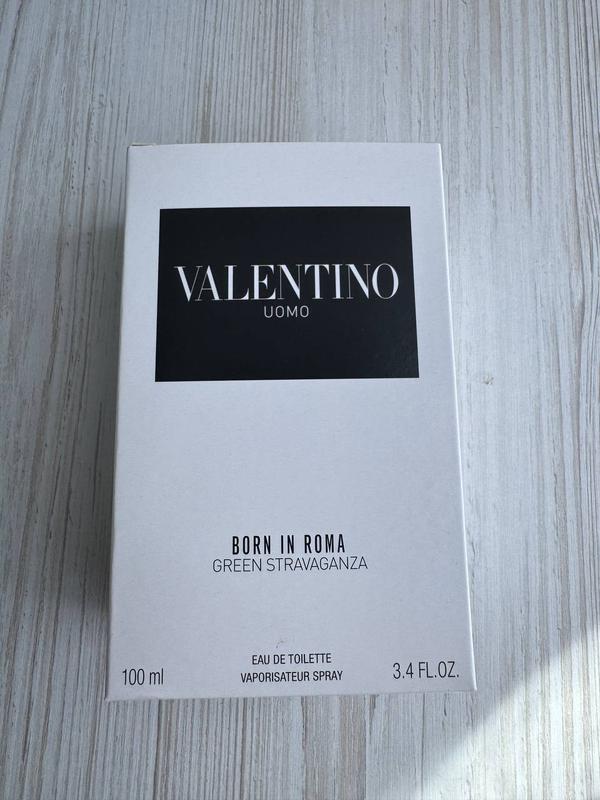 VALENTINO
UOMO
BORN IN ROMA
GREEN STRAVAGANZA
EAU DE TOILETTE
100 ml VAPORISATEUR SPRAY 3.4 FL.OZ.